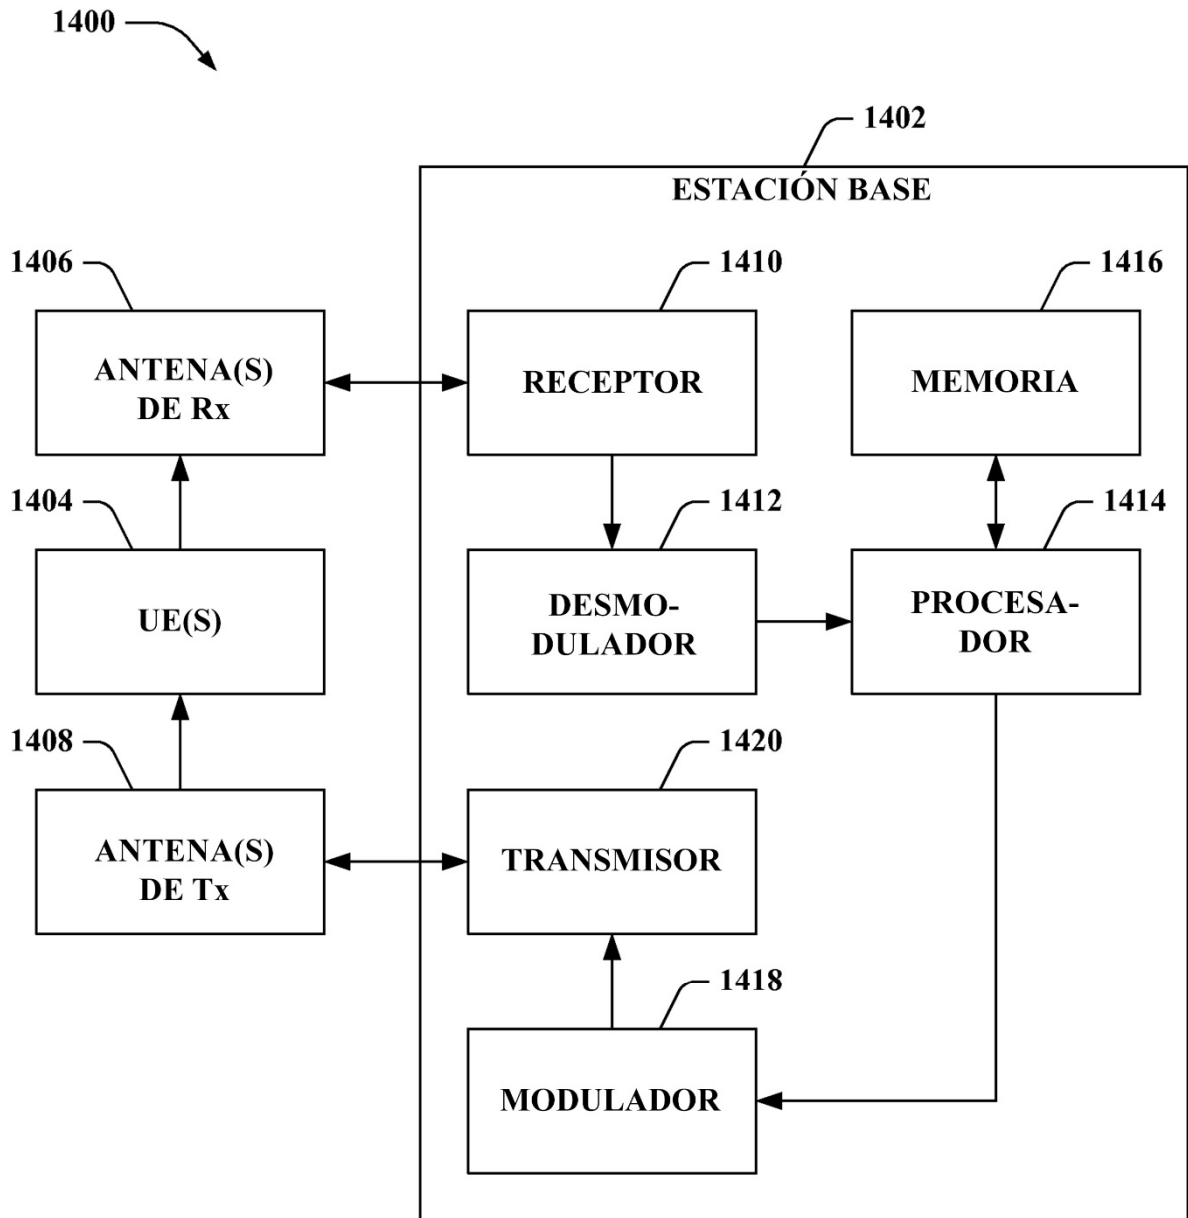 1400
1402
ESTACIÓN BASE
1406
1410
1416
ANTENA(S)
DE Rx
RECEPTOR
MEMORIA
1404
1412
1414
UE(S)
DESMO-
DULADOR
PROCESA-
DOR
1408
1420
ANTENA(S)
DE Tx
TRANSMISOR
1418
MODULADOR